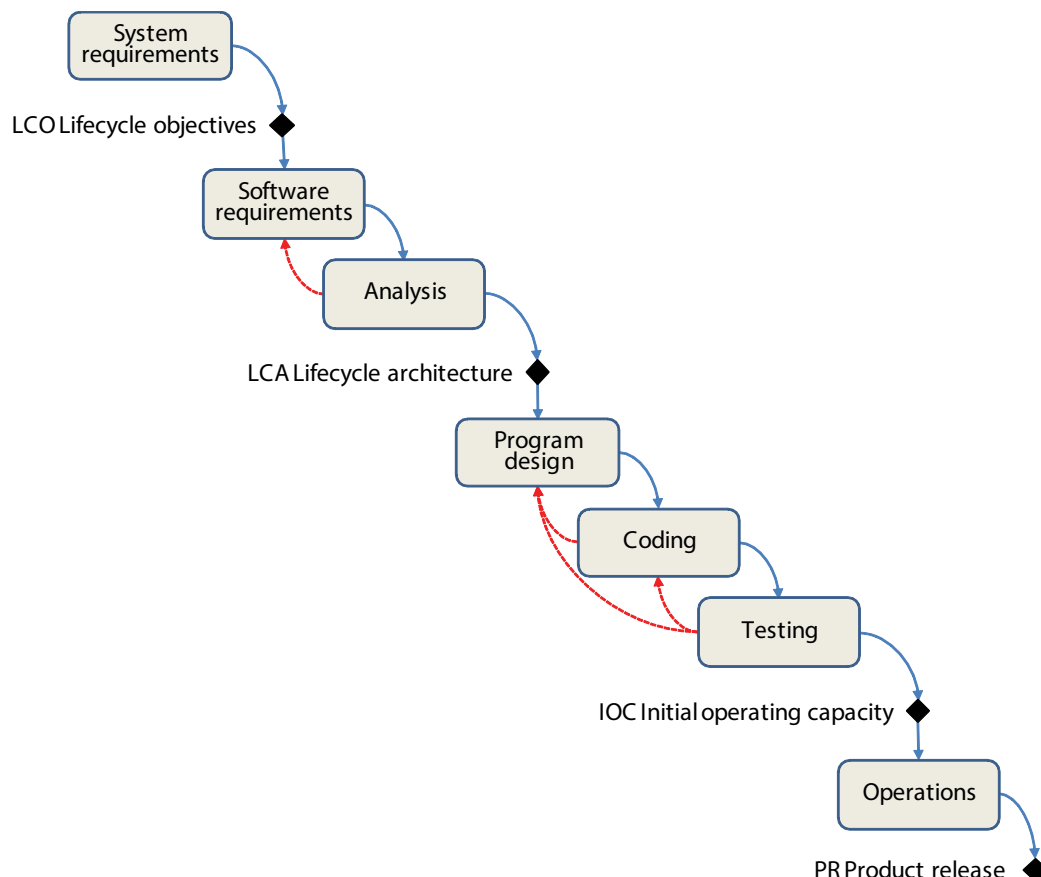 System
requirements
LCO Lifecycle objectives
Software
requirements
Analysis
LCA Lifecycle architecture
Program
design
Coding
Testing
IOC Initial operating capacity
Operations
PR Product release